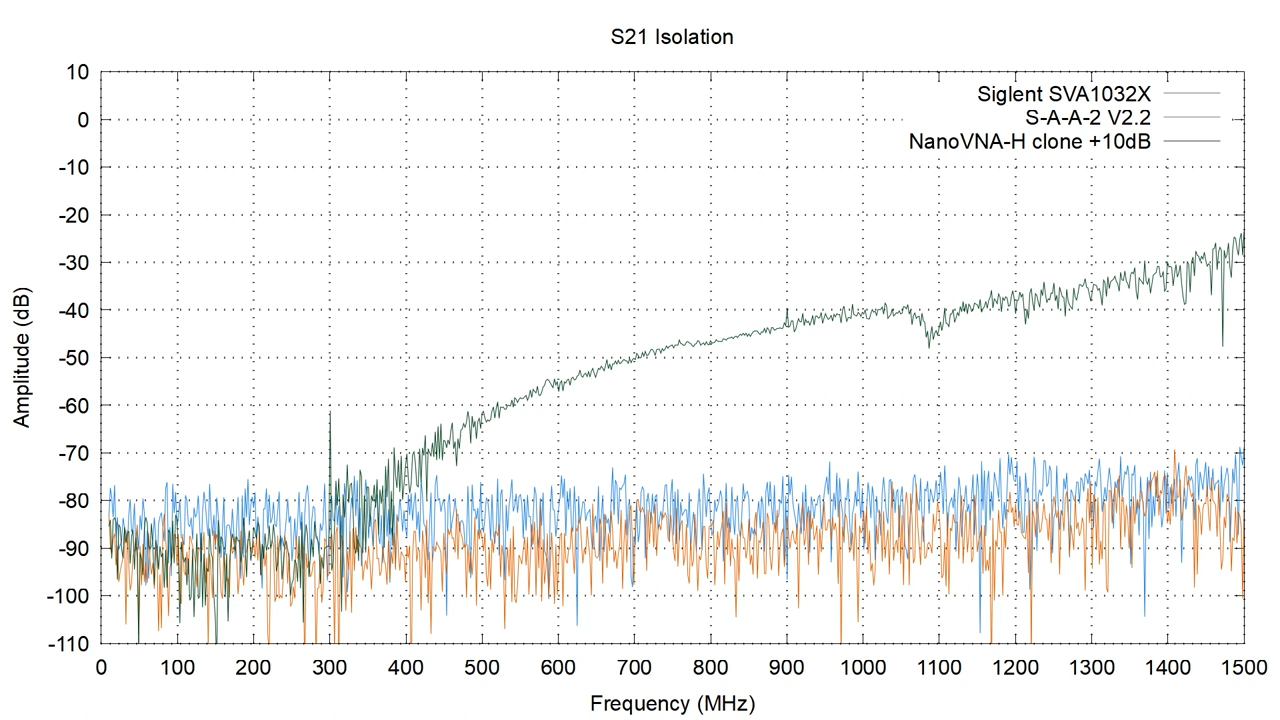 S21 Isolation
Siglent SVA1032X
S-A-A-2 V2.2
NanoVNA-H clone +10dB
10
0
-10
-20
-30
-40
-50
-60
-70
-80
-90
-100
-110
Amplitude (dB)
0 100 200 300 400 500 600 700 800 900 1000 1100 1200 1300 1400 1500
Frequency (MHz)